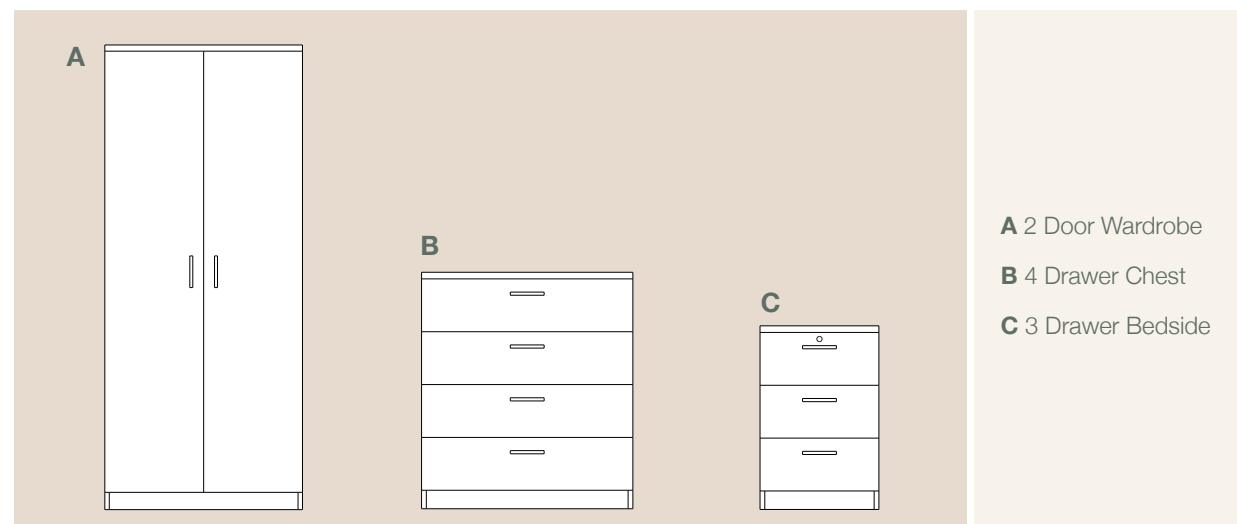 A
B
C
A 2 Door Wardrobe
B 4 Drawer Chest
C 3 Drawer Bedside